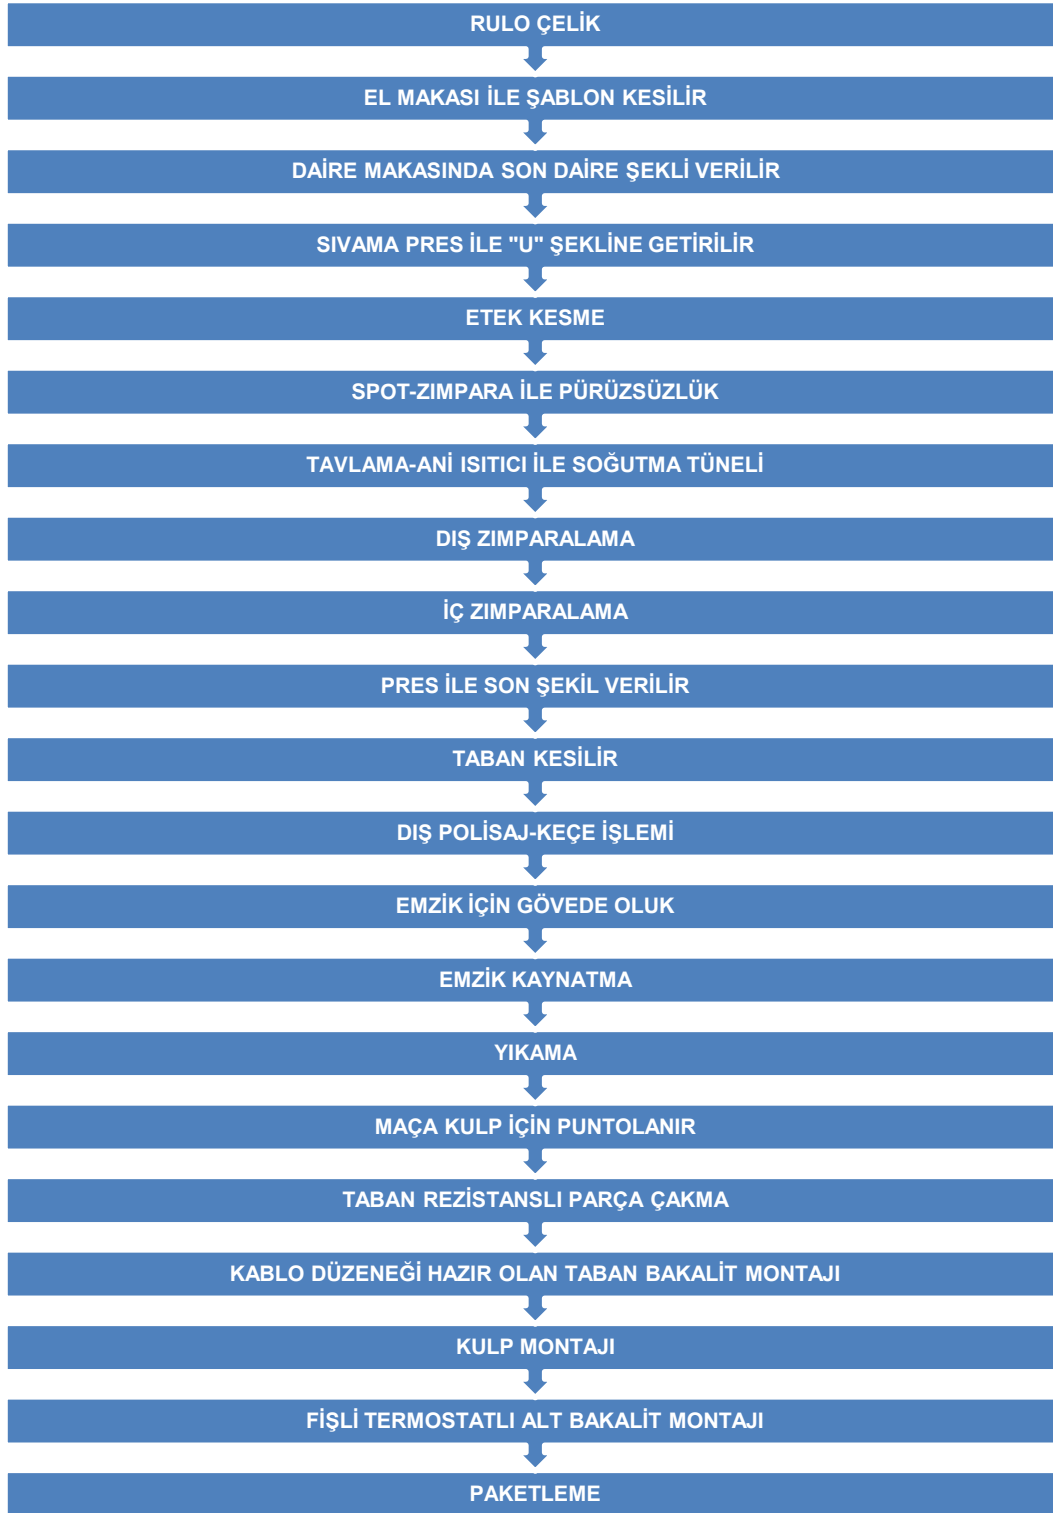 RULO ÇELİK
EL MAKASI İLE ŞABLON KESİLİR
DAİRE MAKASINDA SON DAİRE ŞEKLİ VERİLİR
SIVAMA PRES İLE "U" ŞEKLİNE GETİRİLİR
ETEK KESME
SPOT-ZIMPARA İLE PÜRÜZSÜZLÜK
TAVLAMA-ANİ ISITICI İLE SOĞUTMA TÜNELİ
DIŞ ZIMPARALAMA
İÇ ZIMPARALAMA
PRES İLE SON ŞEKİL VERİLİR
TABAN KESİLİR
DIŞ POLİSAJ-KEÇE İŞLEMİ
EMZİK İÇİN GÖVEDE OLUK
EMZİK KAYNATMA
YIKAMA
MAÇA KULP İÇİN PUNTOLANIR
TABAN REZİSTANSLI PARÇA ÇAKMA
KABLO DÜZENEĞİ HAZIR OLAN TABAN BAKALİT MONTAJI
KULP MONTAJI
FİŞLİ TERMOSTATLI ALT BAKALİT MONTAJI
PAKETLEME